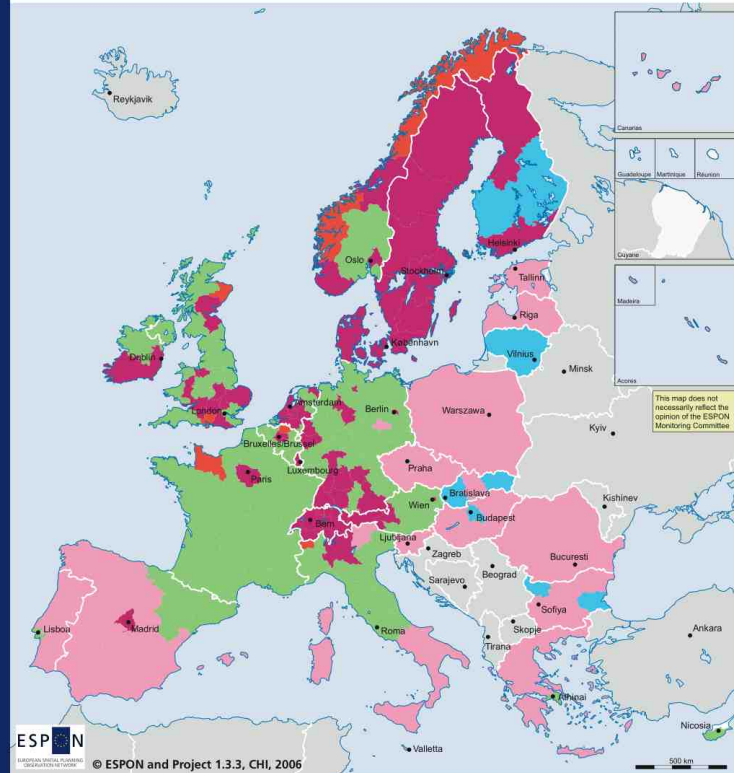 Canarias
Guadeloupe
Martinique
Réunion
Guyane
Madeira
Acores
This map does not
necessarily reflect the
opinion of the ESPON
Monitoring Committee
Reykjavik
Oslo
Helsinki
Stockholm
Tallinn
Riga
København
Vilnius
Minsk
Dublin
London
Amsterdam
Berlin
Warszawa
Kyiv
Bruxelles/Brussel
Luxembourg
Praha
Paris
Kishinev
Wien
Bratislava
Budapest
Bern
Ljubljana
Zagreb
Bucuresti
Beograd
Sarajevo
Sofiya
Skopje
Tirana
Lisboa
Madrid
Roma
Ankara
Athinai
Nicosia
Valletta
ESPON
EUROPEAN SPATIAL PLANNING
OBSERVATION NETWORK
© ESPON and Project 1.3.3, CHI, 2006
500 km